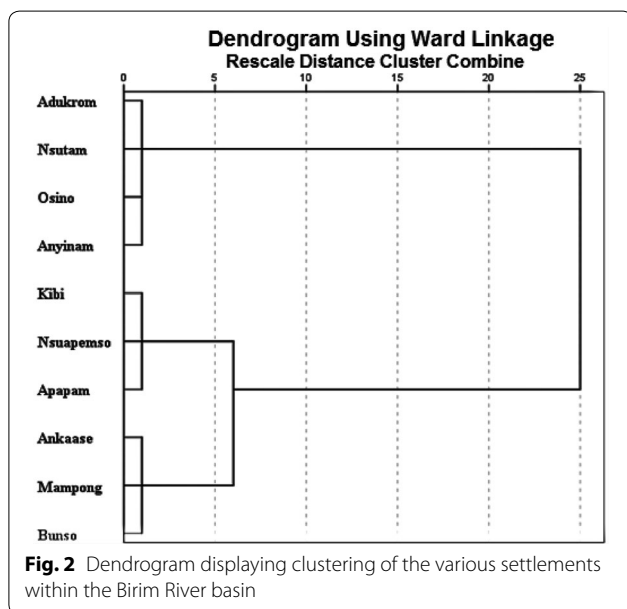 Dendrogram Using Ward Linkage
Rescale Distance Cluster Combine
0 5 10 15 20 25
Adukrom
Nsutam
Osino
Anyinam
Kibi
Nsuapemso
Apapam
Ankaase
Mampong
Bunso
Fig. 2 Dendrogram displaying clustering of the various settlements
within the Birim River basin